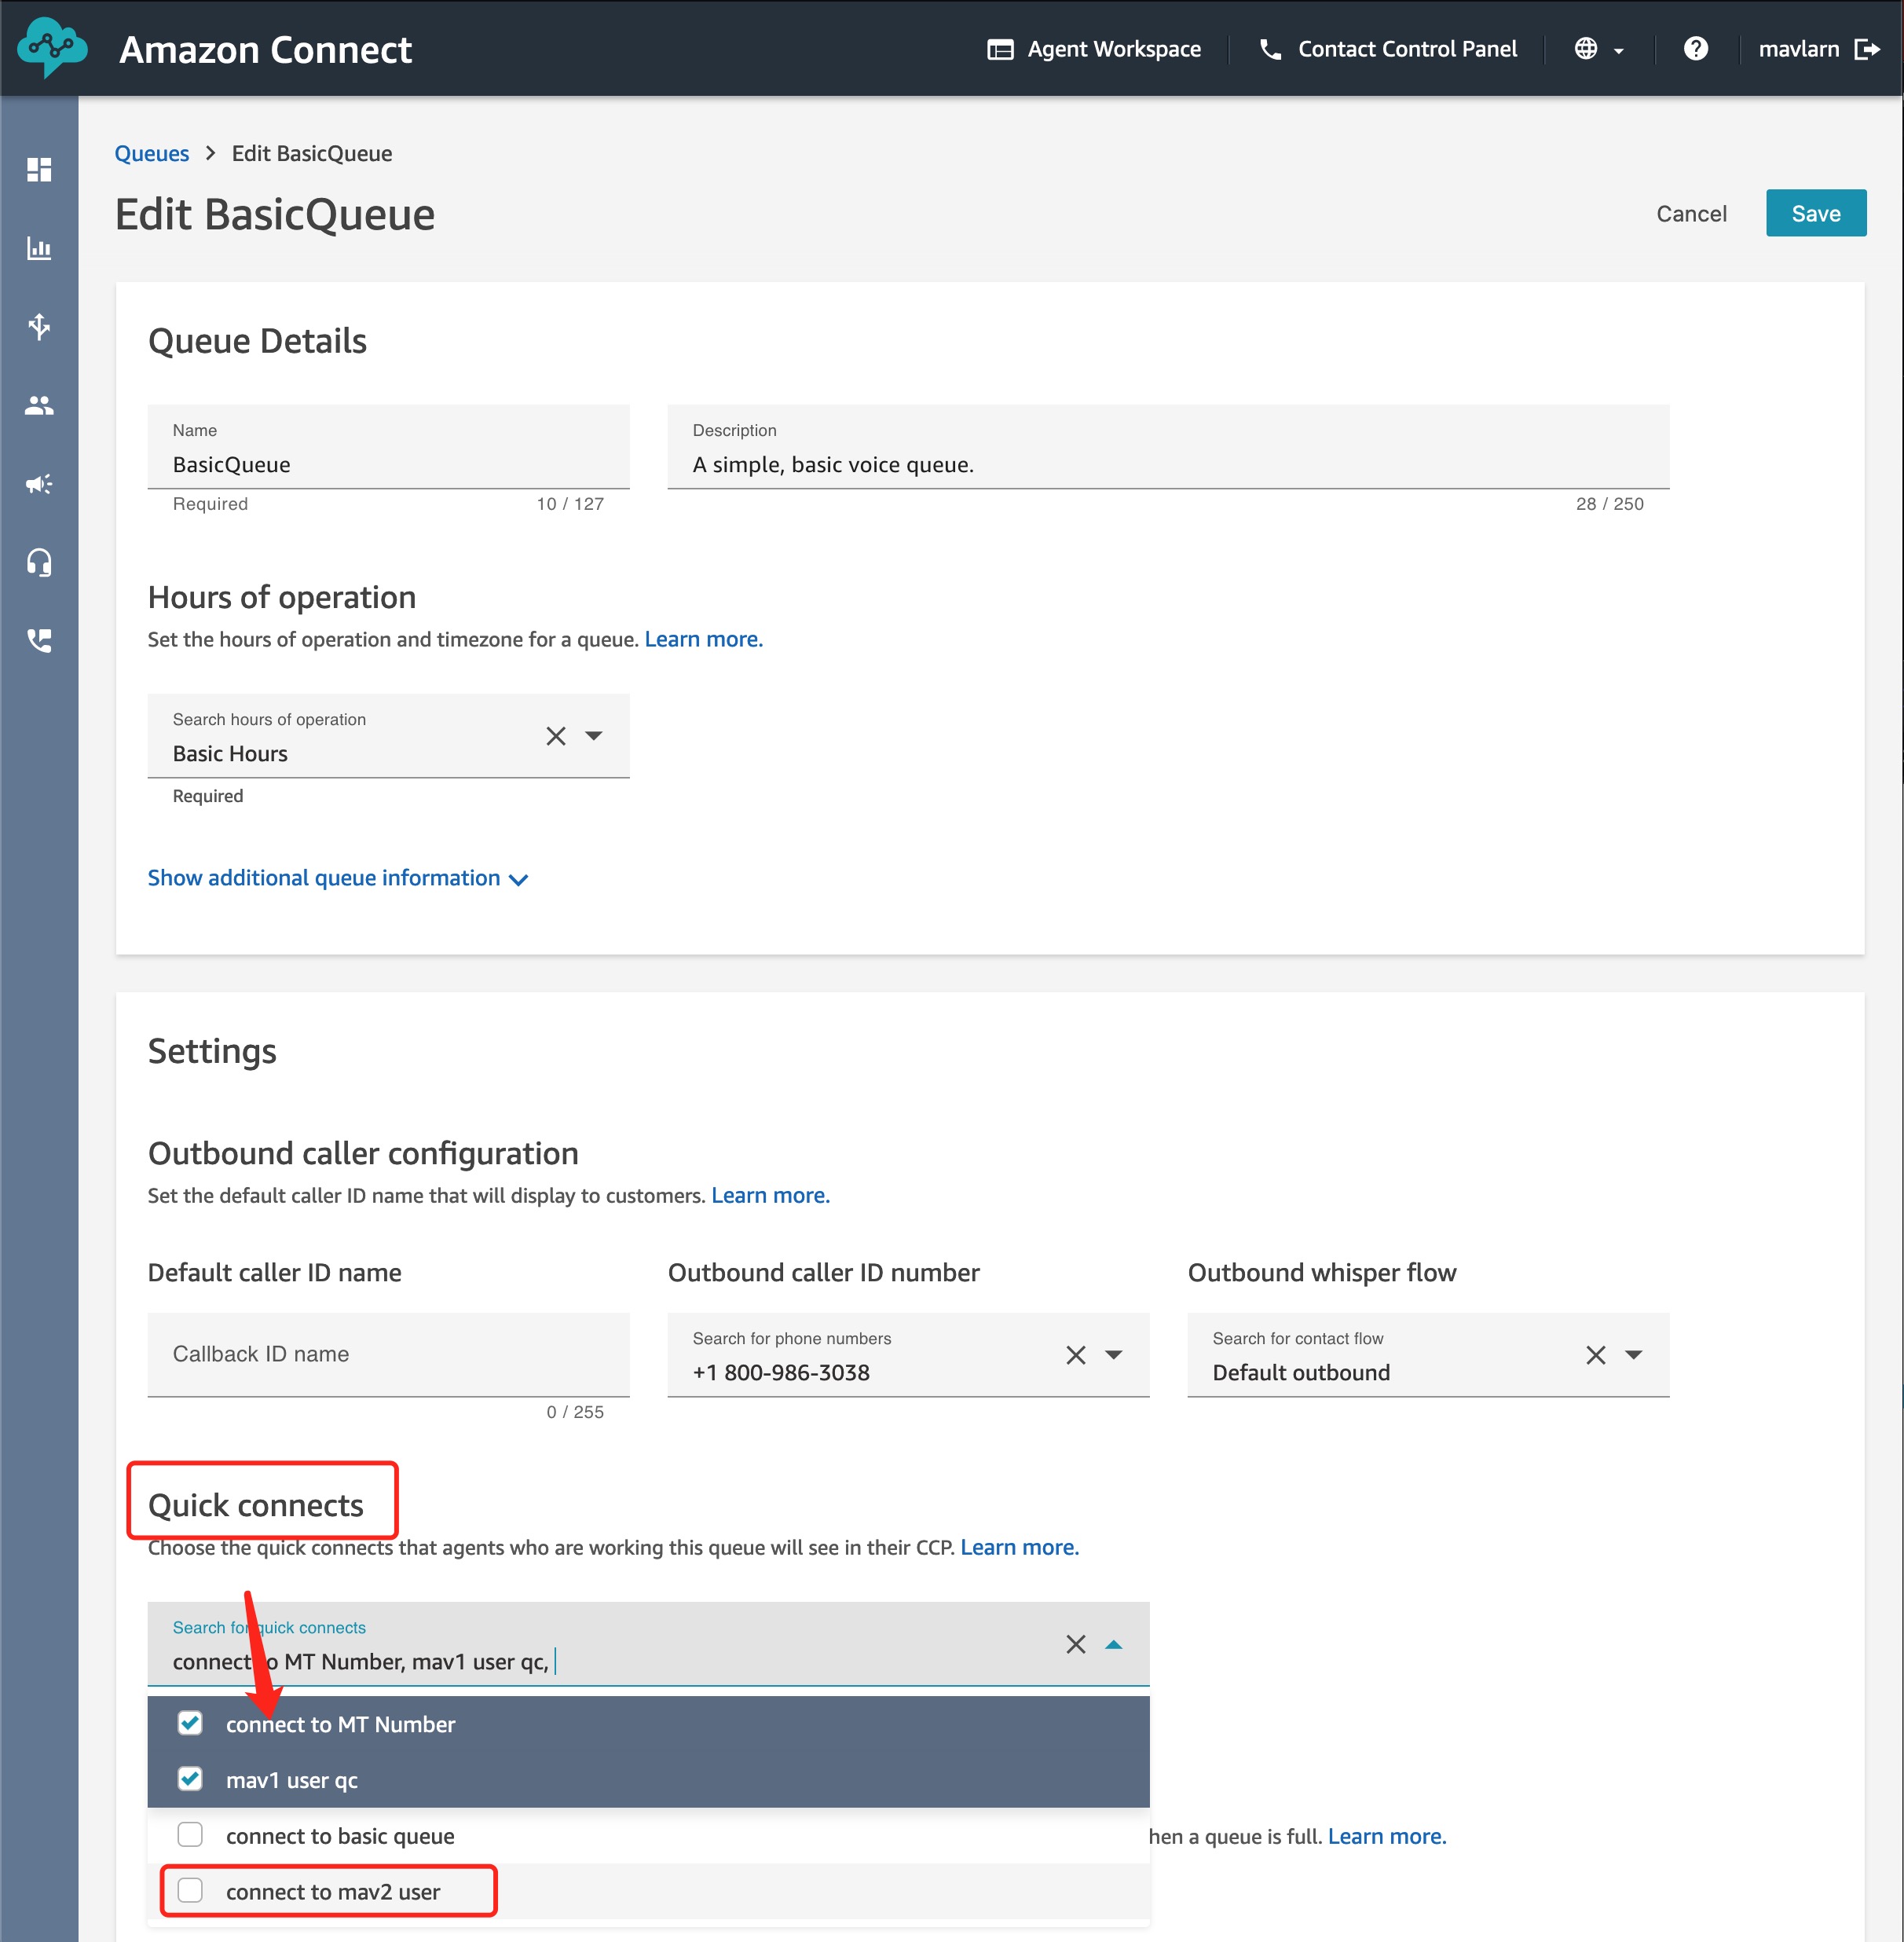 Amazon Connect
Agent Workspace
Contact Control Panel
mavlarn
Queues > Edit BasicQueue
Edit BasicQueue
Cancel
Save
Queue Details
Name
BasicQueue
Required
10 / 127
Description
A simple, basic voice queue.
28 / 250
Hours of operation
Set the hours of operation and timezone for a queue. Learn more.
Search hours of operation
Basic Hours
Required
Show additional queue information
Settings
Outbound caller configuration
Set the default caller ID name that will display to customers. Learn more.
Default caller ID name
Callback ID name
0 / 255
Outbound caller ID number
Search for phone numbers
+1 800-986-3038
Outbound whisper flow
Search for contact flow
Default outbound
Quick connects
Choose the quick connects that agents who are working this queue will see in their CCP. Learn more.
Search for quick connects
connect to MT Number, mav1 user qc,
connect to MT Number
mav1 user qc
connect to basic queue
hen a queue is full. Learn more.
connect to mav2 user